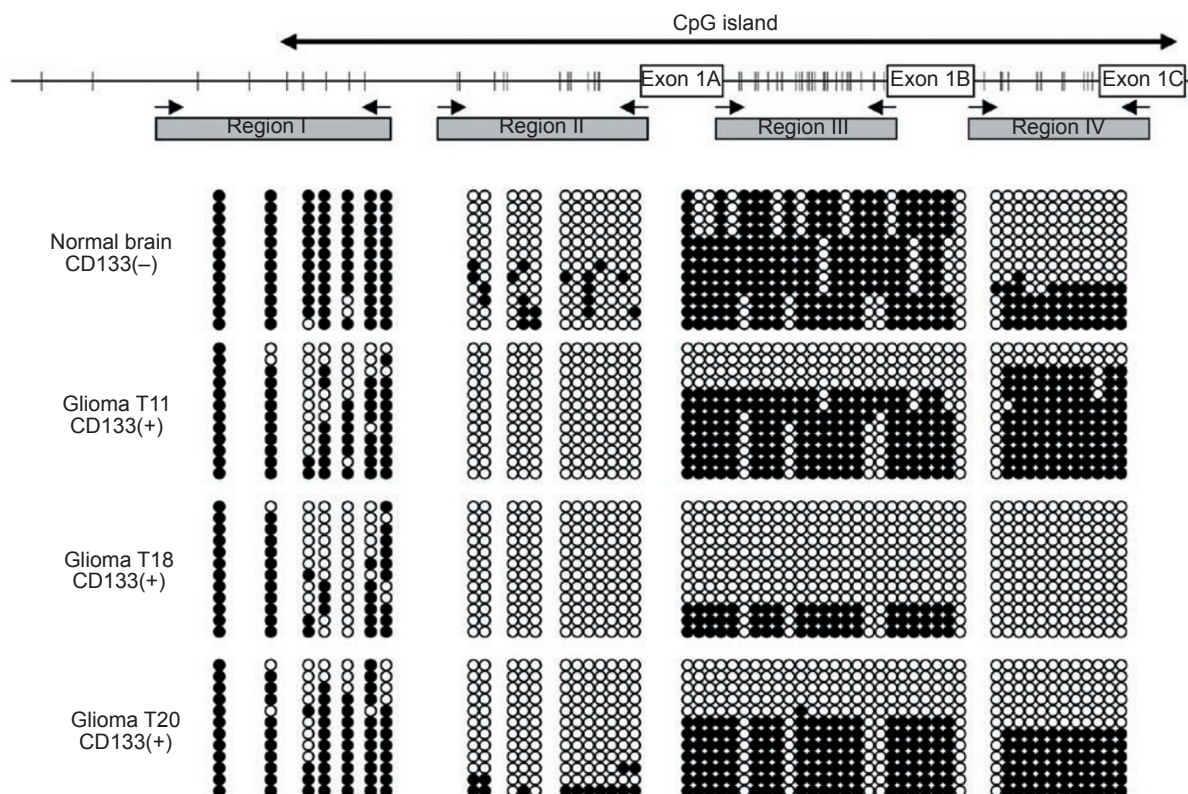 CpG island
Exon 1A
Exon 1B
Exon 1C
Region I
Region II
Region III
Region IV
Normal brain
CD133(–)
Glioma T11
CD133(+)
Glioma T18
CD133(+)
Glioma T20
CD133(+)